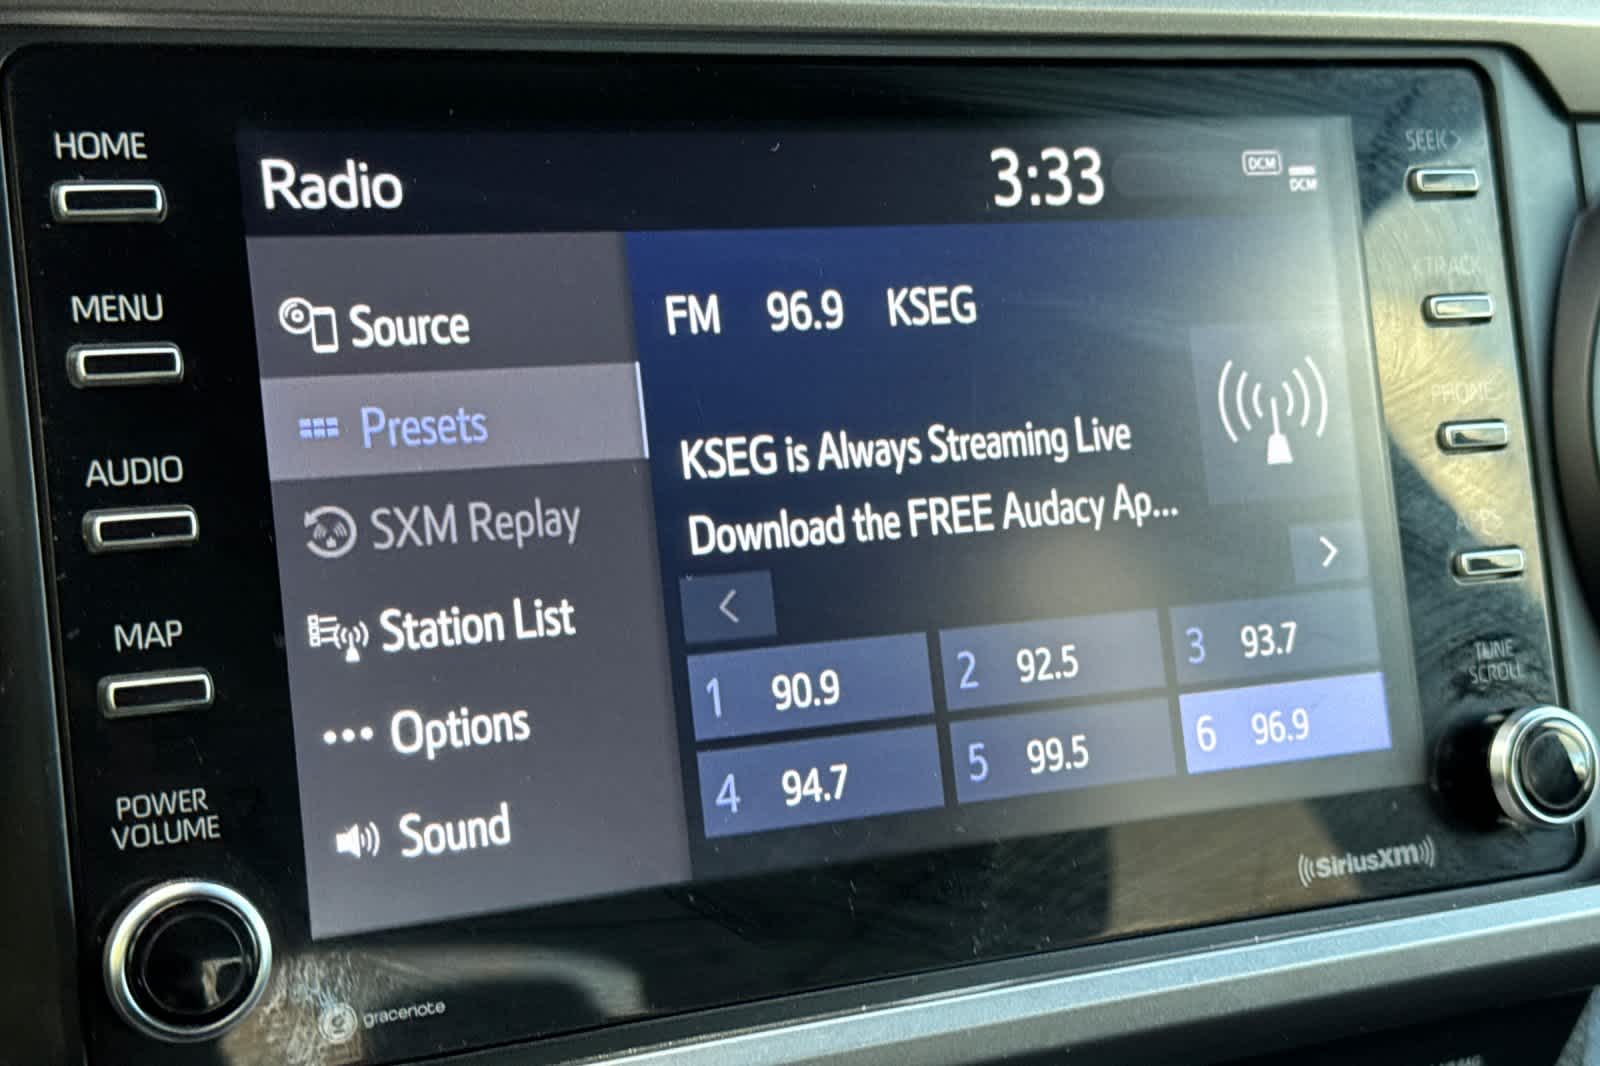 HOME
MENU
AUDIO
MAP
POWER
VOLUME
Radio
3:33
DCM
DCM
Source
Presets
SXM Replay
Station List
Options
Sound
FM 96.9 KSEG
KSEG is Always Streaming Live
Download the FREE Audacy Ap...
<
>
1 90.9
2 92.5
3 93.7
4 94.7
5 99.5
6 96.9
SEEK >
< TRACK
PHONE
APPS
TUNE
SCROLL
SiriusXM
gracenote